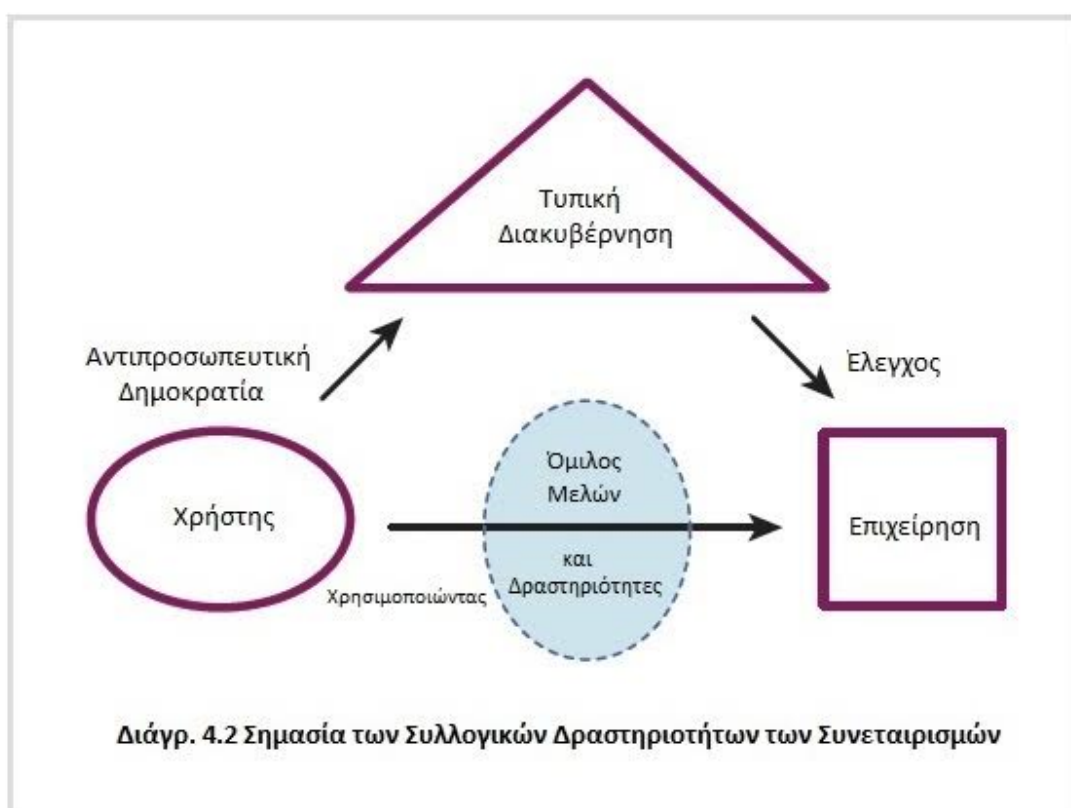 Τυπική
Διακυβέρνηση
Αντιπροσωπευτική
Δημοκρατία
Έλεγχος
Χρήστης
Όμιλος
Μελών
και
Δραστηριότητες
Χρησιμοποιώντας
Επιχείρηση
Διάγρ. 4.2 Σημασία των Συλλογικών Δραστηριοτήτων των Συνεταιρισμών